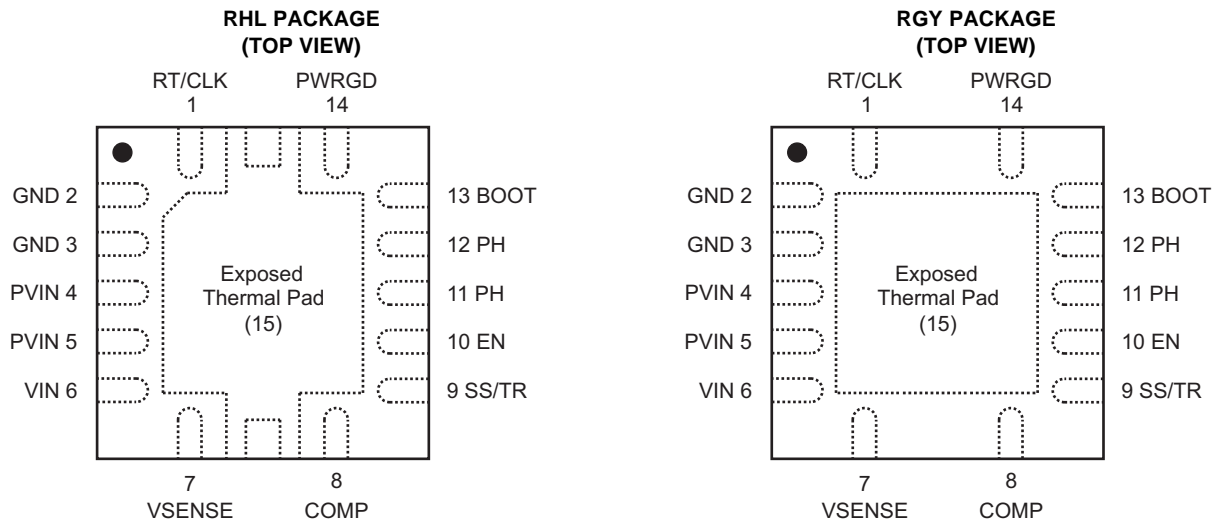 RHL PACKAGE
(TOP VIEW)
RT/CLK
1
PWRGD
14
GND 2
GND 3
PVIN 4
PVIN 5
VIN 6
Exposed
Thermal Pad
(15)
13 BOOT
12 PH
11 PH
10 EN
9 SS/TR
7
VSENSE
8
COMP
RGY PACKAGE
(TOP VIEW)
RT/CLK
1
PWRGD
14
GND 2
GND 3
PVIN 4
PVIN 5
VIN 6
Exposed
Thermal Pad
(15)
13 BOOT
12 PH
11 PH
10 EN
9 SS/TR
7
VSENSE
8
COMP